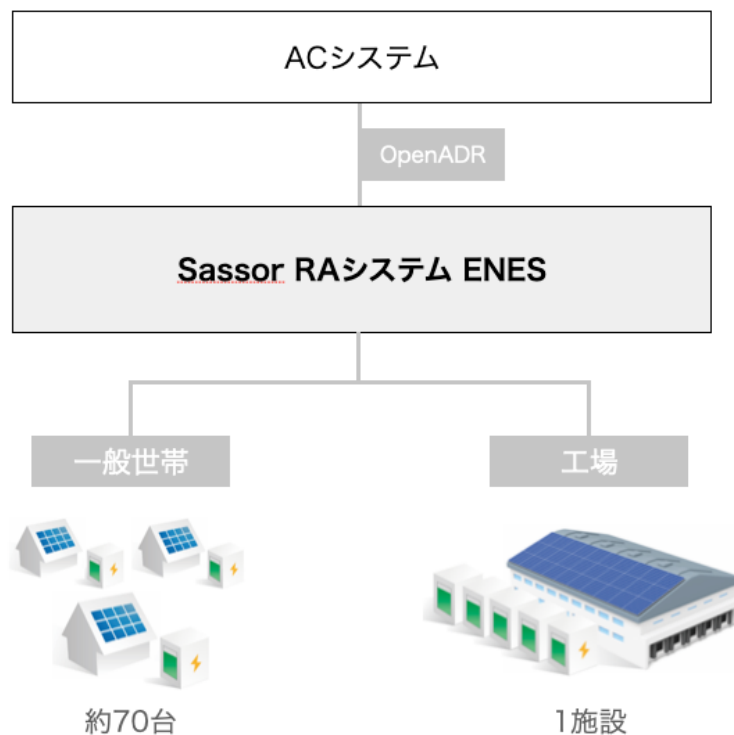 ACシステム
OpenADR
Sassor RAシステム ENES
一般世帯
工場
約70台
1施設